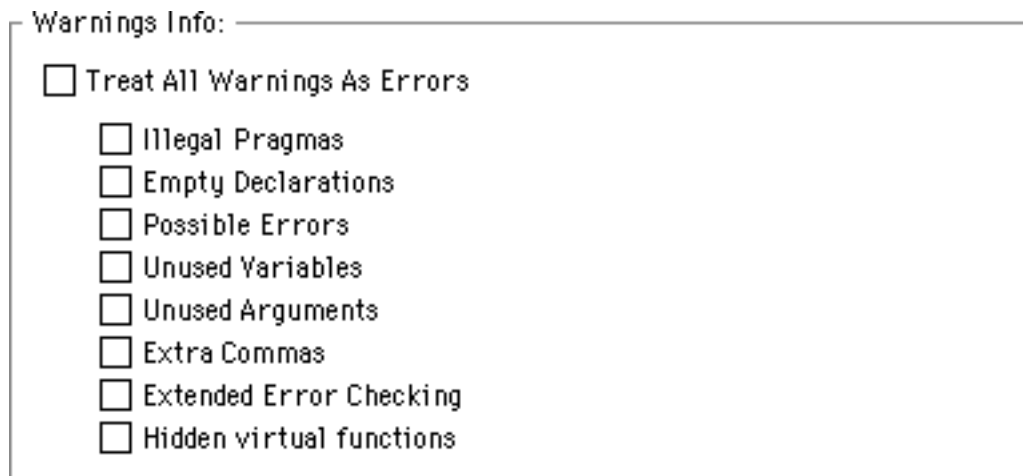 Warnings Info:
Treat All Warnings As Errors
Illegal Pragmas
Empty Declarations
Possible Errors
Unused Variables
Unused Arguments
Extra Commas
Extended Error Checking
Hidden virtual functions